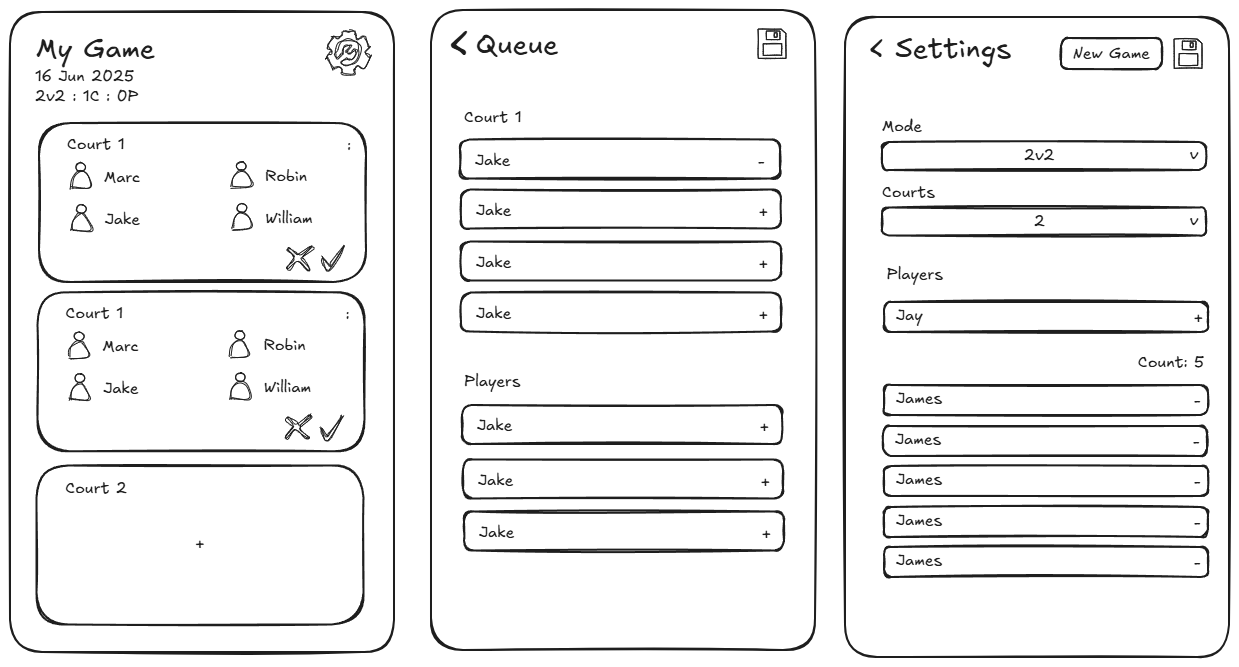 My Game
16 Jun 2025
2v2 : 1C : 0P
Court 1 :
Marc Robin
Jake William
Court 1 :
Marc Robin
Jake William
Court 2
+
< Queue
Court 1
Jake -
Jake +
Jake +
Jake +
Players
Jake +
Jake +
Jake +
< Settings New Game
Mode
2v2 v
Courts
2 v
Players
Jay +
Count: 5
James -
James -
James -
James -
James -